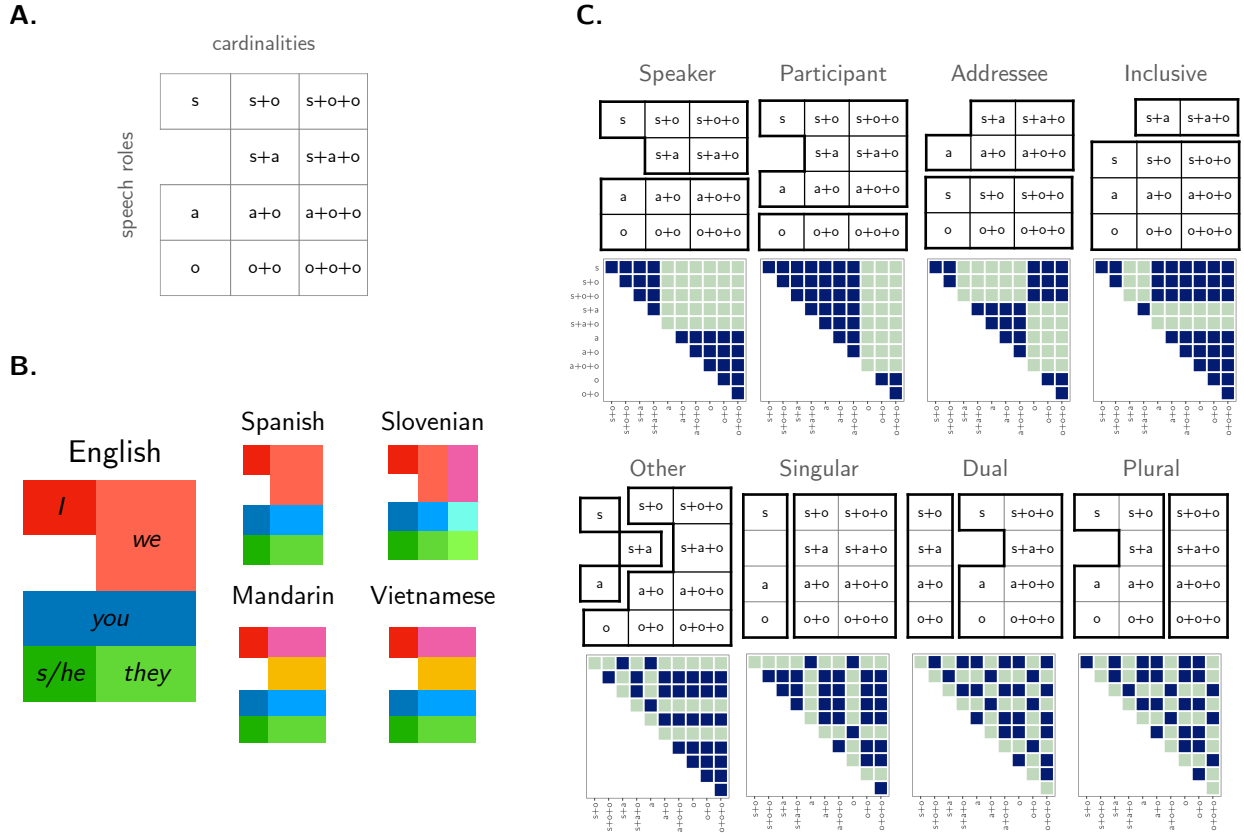 A.
cardinalities
speech roles
s s+o s+o+o
s+a s+a+o
a a+o a+o+o
o o+o o+o+o
B.
English
I
we
you
s/he they
Spanish Slovenian
Mandarin Vietnamese
C.
Speaker Participant Addressee Inclusive
s s+o s+o+o
s+a s+a+o
a a+o a+o+o
o o+o o+o+o
s s+o s+o+o
s+a s+a+o
a a+o a+o+o
o o+o o+o+o
s+a s+a+o
a a+o a+o+o
s s+o s+o+o
o o+o o+o+o
s+a s+a+o
s s+o s+o+o
a a+o a+o+o
o o+o o+o+o
s
s+o
s+o+o
s+a
s+a+o
a
a+o
a+o+o
o
o+o
s+o s+o+o s+a s+a+o a a+o a+o+o o o+o o+o+o
s+o s+o+o s+a s+a+o a a+o a+o+o o o+o o+o+o
s+o s+o+o s+a s+a+o a a+o a+o+o o o+o o+o+o
s+o s+o+o s+a s+a+o a a+o a+o+o o o+o o+o+o
Other Singular Dual Plural
s s+o s+o+o
s+a s+a+o
a a+o a+o+o
o o+o o+o+o
s s+o s+o+o
s+a s+a+o
a a+o a+o+o
o o+o o+o+o
s+o s s+o+o
s+a s+a+o
a+o a a+o+o
o+o o o+o+o
s s+o s+o+o
s+a s+a+o
a a+o a+o+o
o o+o o+o+o
s+o s+o+o s+a s+a+o a a+o a+o+o o o+o o+o+o
s+o s+o+o s+a s+a+o a a+o a+o+o o o+o o+o+o
s+o s+o+o s+a s+a+o a a+o a+o+o o o+o o+o+o
s+o s+o+o s+a s+a+o a a+o a+o+o o o+o o+o+o